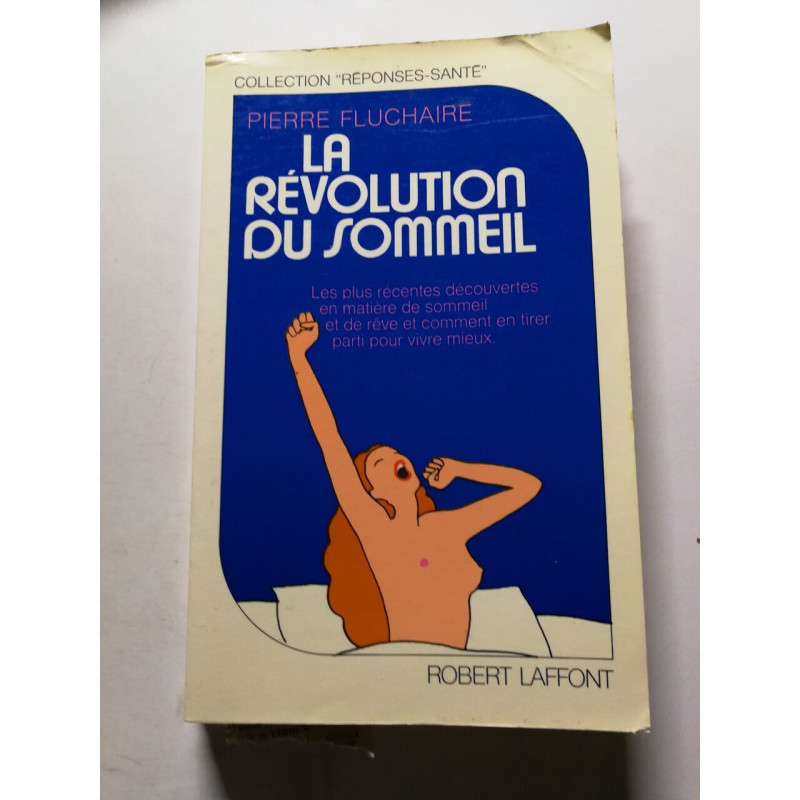 COLLECTION "RÉPONSES-SANTÉ"
PIERRE FLUCHAIRE
LA
RÉVOLUTION
DU SOMMEIL
Les plus récentes découvertes
en matière de sommeil
et de rêve et comment en tirer
parti pour vivre mieux.
ROBERT LAFFONT